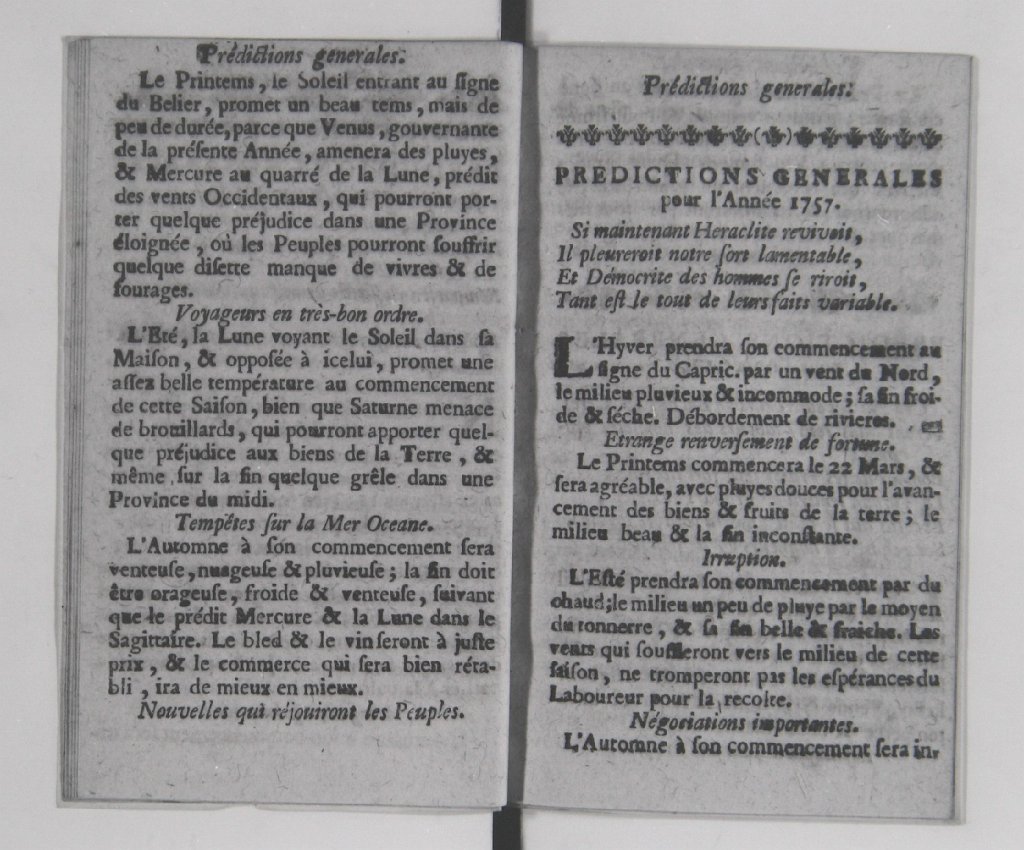 Prédictions generales.
Le Printems, le Soleil entrant au ſigne
du Belier, promet un beau tems, mais de
peu de durée, parce que Venus, gouvernante
de la préſente Année, amenera des pluyes,
& Mercure au quarré de la Lune, prédit
des vents Occidentaux, qui pourront por-
ter quelque préjudice dans une Province
éloignée, où les Peuples pourront ſouffrir
quelque diſette manque de vivres & de
fourages.
Voyageurs en très-bon ordre.
L'Eté, la Lune voyant le Soleil dans ſa
Maiſon, & oppoſée à icelui, promet une
aſſez belle température au commencement
de cette Saiſon, bien que Saturne menace
de brouillards, qui pourront apporter quel-
que préjudice aux biens de la Terre, &
même ſur la fin quelque grêle dans une
Province du midi.
Tempêtes ſur la Mer Oceane.
L'Automne à ſon commencement ſera
venteuſe, nuageuſe & pluvieuſe; la fin doit
être orageuſe, froide & venteuſe, ſuivant
que le prédit Mercure & la Lune dans le
Sagittaire. Le bled & le vin ſeront à juſte
prix, & le commerce qui ſera bien réta-
bli, ira de mieux en mieux.
Nouvelles qui réjouiront les Peuples.
Prédictions generales.
PREDICTIONS GENERALES
pour l'Année 1757.
Si maintenant Heraclite revivoit,
Il pleureroit notre ſort lamentable,
Et Démocrite des hommes ſe riroit,
Tant eſt le tout de leurs faits variable.
L'Hyver prendra ſon commencement au
ſigne du Capric. par un vent du Nord,
le milieu pluvieux & incommode; ſa fin froi-
de & ſéche. Débordement de rivieres.
Etrange renverſement de fortune.
Le Printems commencera le 22 Mars, &
ſera agréable, avec pluyes douces pour l'avan-
cement des biens & fruits de la terre; le
milieu beau & la fin inconſtante.
Irruption.
L'Eſté prendra ſon commencement par du
chaud; le milieu un peu de pluye par le moyen
du tonnerre, & ſa fin belle & fraiche. Les
vents qui ſouffleront vers le milieu de cette
ſaiſon, ne tromperont pas les eſpérances du
Laboureur pour la recolte.
Négociations importantes.
L'Automne à ſon commencement ſera in-